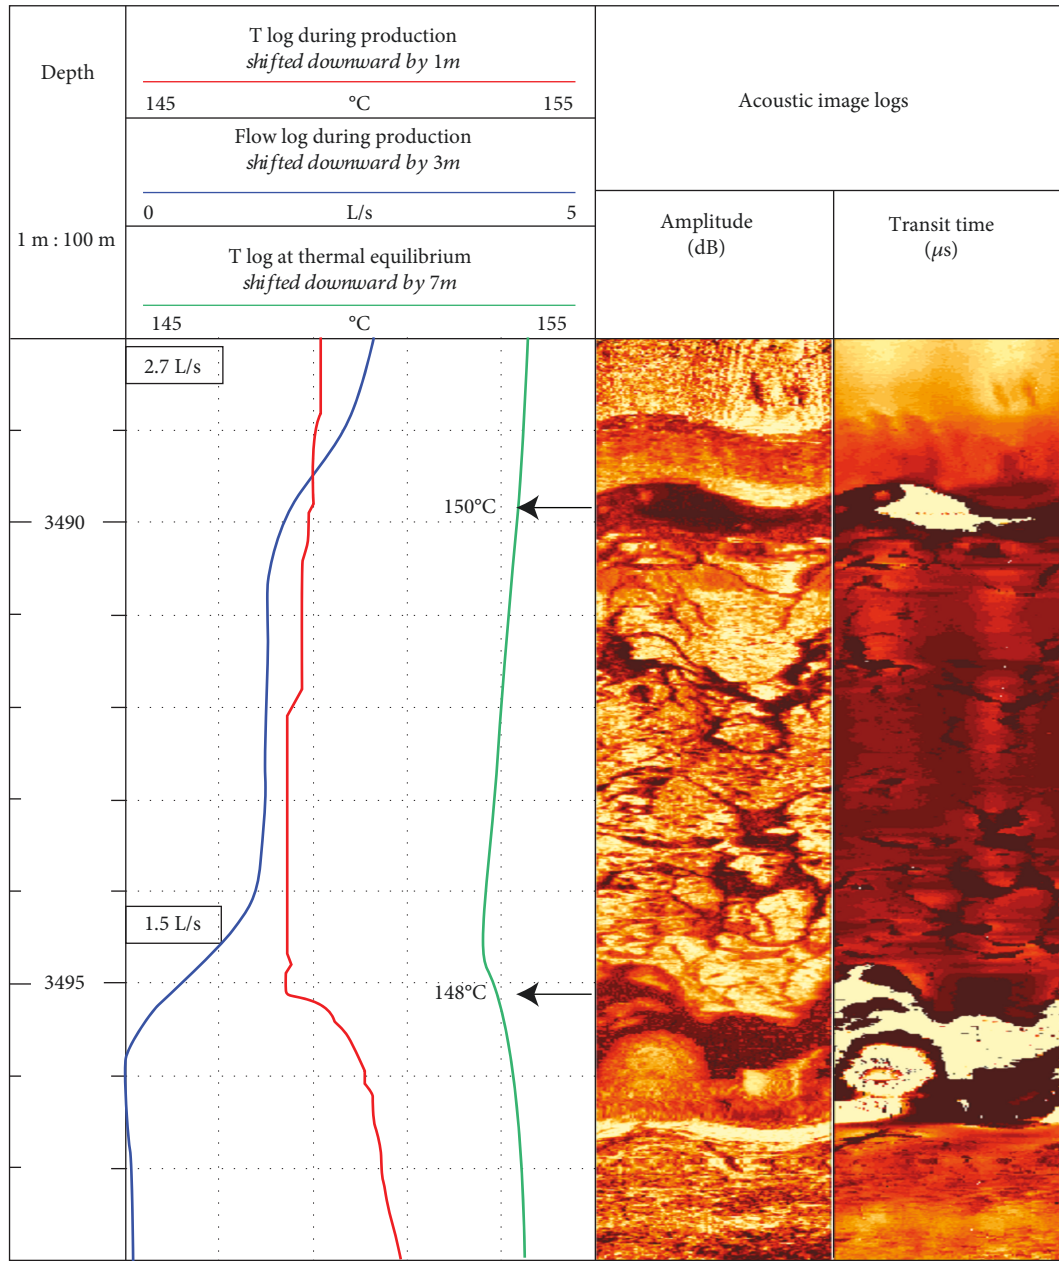 Depth
1 m : 100 m
T log during production
shifted downward by 1m
145 °C 155
Flow log during production
shifted downward by 3m
0 L/s 5
T log at thermal equilibrium
shifted downward by 7m
145 °C 155
Acoustic image logs
Amplitude
(dB)
Transit time
(μs)
2.7 L/s
150°C
3490
1.5 L/s
3495
148°C